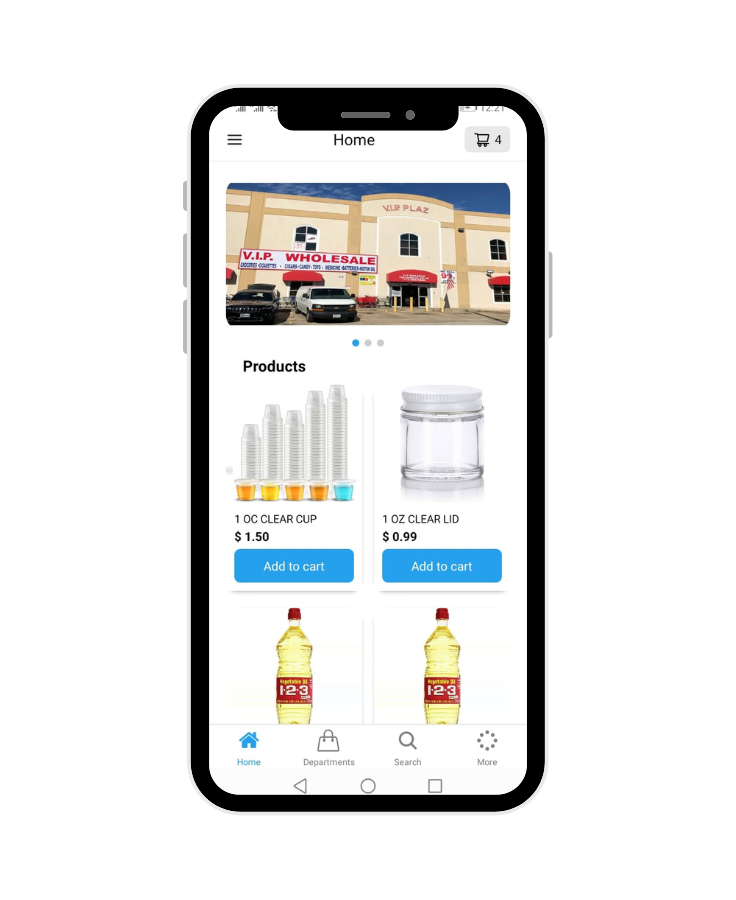 12:21
Home
4
V.I.P. PLAZ
V.I.P. WHOLESALE
GROCERIES • CIGARETTES • CIGARS • CANDY • TOYS • MEDICINE • BATTERIES • MOTOR OIL
Products
1 OC CLEAR CUP
1 OZ CLEAR LID
$ 1.50
$ 0.99
Add to cart
Add to cart
Vegetable Oil
1·2·3
Vegetable Oil
1·2·3
Home
Departments
Search
More